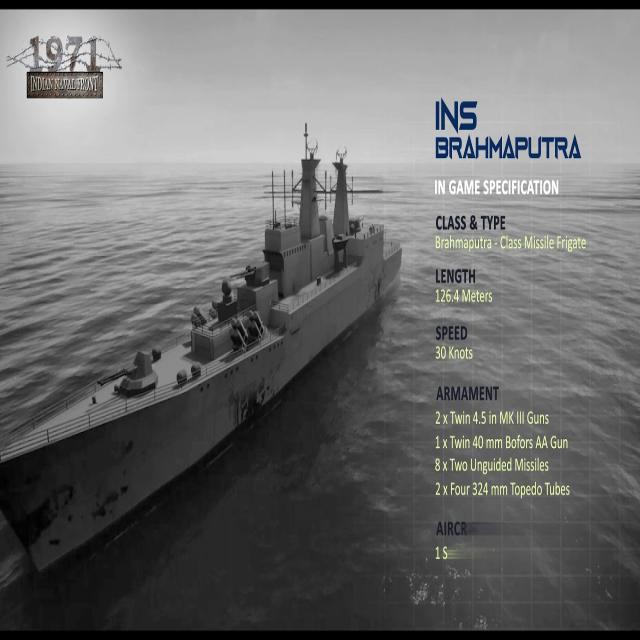 1971
INDIAN NAVAL FRONT
INS
BRAHMAPUTRA
IN GAME SPECIFICATION
CLASS & TYPE
Brahmaputra - Class Missile Frigate
LENGTH
126.4 Meters
SPEED
30 Knots
ARMAMENT
2 x Twin 4.5 in MK III Guns
1 x Twin 40 mm Bofors AA Gun
8 x Two Unguided Missiles
2 x Four 324 mm Topedo Tubes
AIRCR
1 S